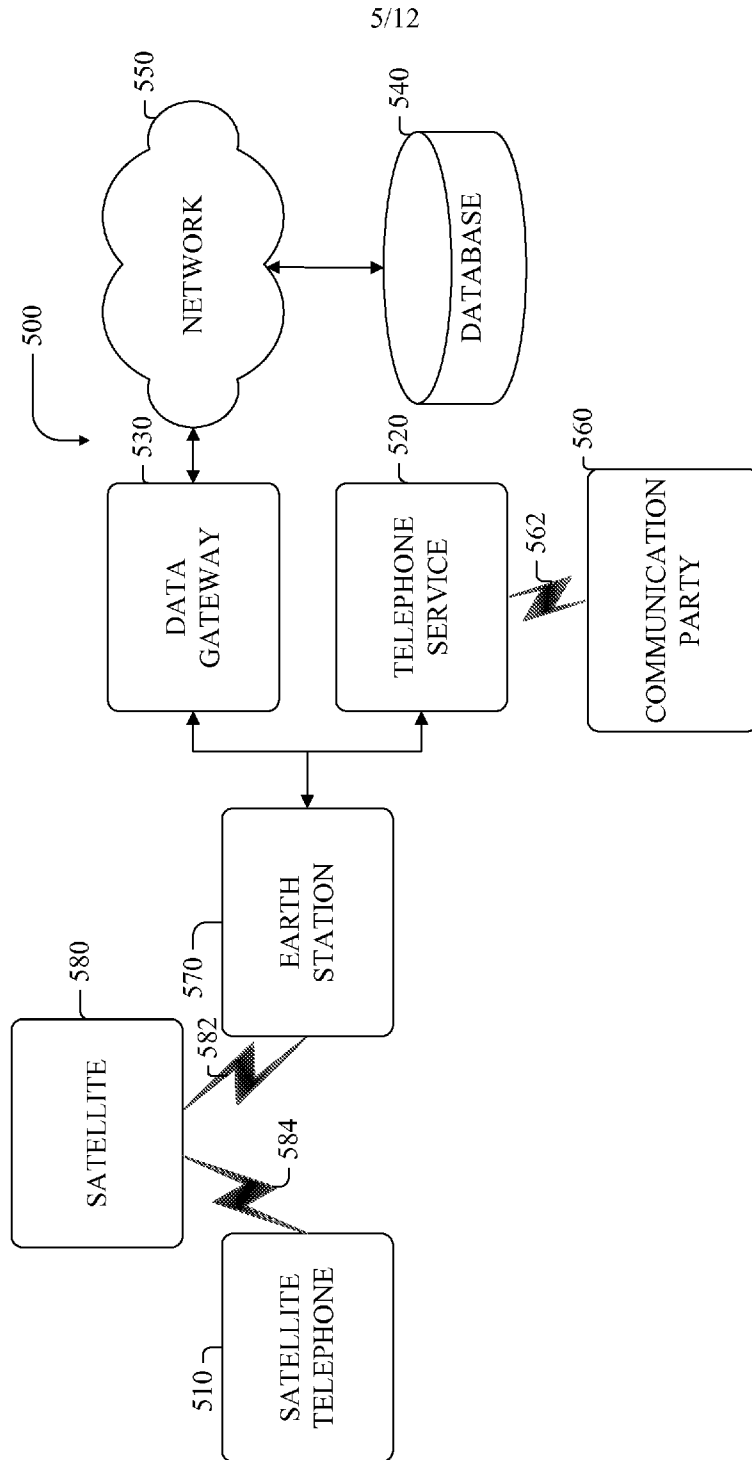 5/12
500
SATELLITE
580
582
584
SATELLITE
TELEPHONE
510
EARTH
STATION
570
DATA
GATEWAY
530
TELEPHONE
SERVICE
520
562
COMMUNICATION
PARTY
560
NETWORK
550
DATABASE
540